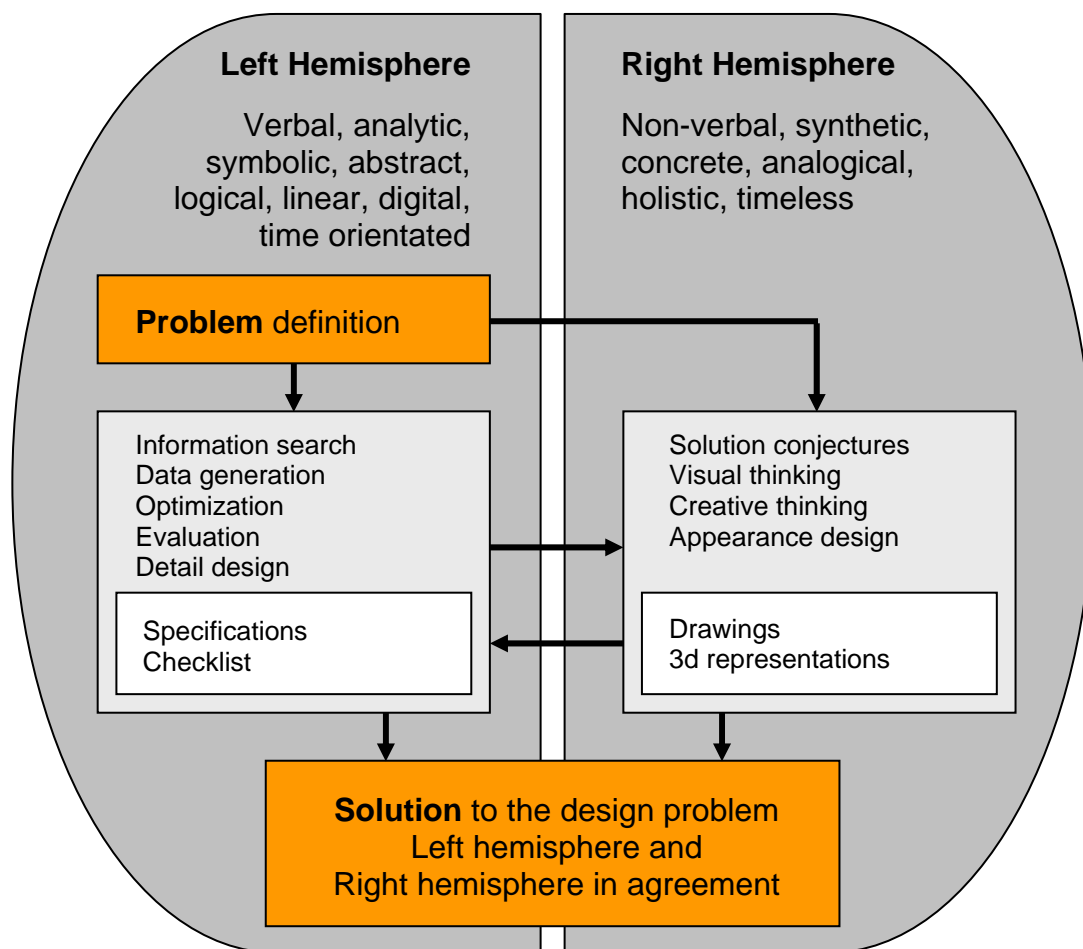 Left Hemisphere
Verbal, analytic,
symbolic, abstract,
logical, linear, digital,
time orientated
Right Hemisphere
Non-verbal, synthetic,
concrete, analogical,
holistic, timeless
Problem definition
Information search
Data generation
Optimization
Evaluation
Detail design
Specifications
Checklist
Solution conjectures
Visual thinking
Creative thinking
Appearance design
Drawings
3d representations
Solution to the design problem
Left hemisphere and
Right hemisphere in agreement